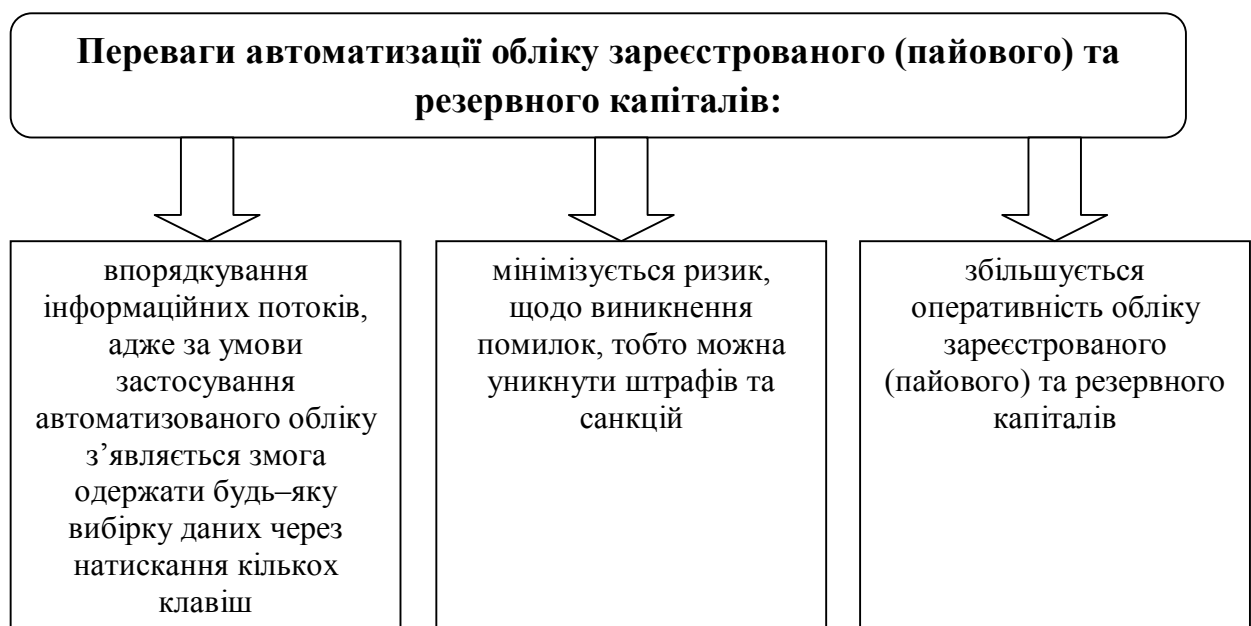 Переваги автоматизації обліку зареєстрованого (пайового) та
резервного капіталів:
впорядкування
інформаційних потоків,
адже за умови
застосування
автоматизованого обліку
з’являється змога
одержати будь–яку
вибірку даних через
натискання кількох
клавіш
мінімізується ризик,
щодо виникнення
помилок, тобто можна
уникнути штрафів та
санкцій
збільшується
оперативність обліку
зареєстрованого
(пайового) та резервного
капіталів